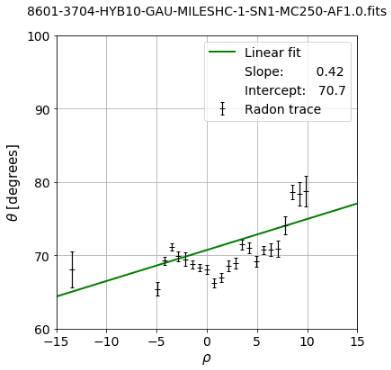 8601-3704-HYB10-GAU-MILESHC-1-SN1-MC250-AF1.0.fits
100
90
80
70
60
θ [degrees]
Linear fit
Slope: 0.42
Intercept: 70.7
Radon trace
−15 −10 −5 0 5 10 15
ρ